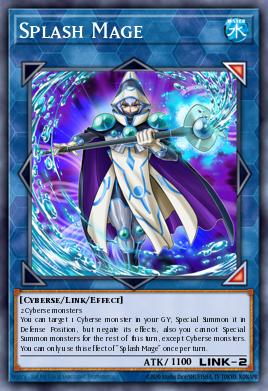 SPLASH MAGE
WATER
水
[CYBERSE/LINK/EFFECT]
2 Cyberse monsters
You can target 1 Cyberse monster in your GY, Special Summon it in
Defense Position, but negate its effects, also you cannot Special
Summon monsters for the rest of this turn, except Cyberse monsters.
You can only use this effect of "Splash Mage" once per turn.
ATK/ 1100 LINK-2